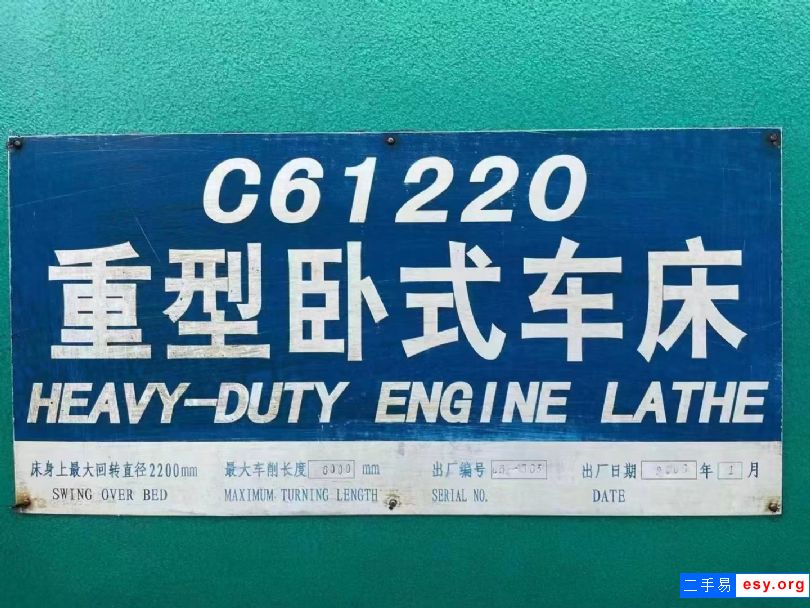 C61220
重型卧式车床
HEAVY-DUTY ENGINE LATHE
床身上最大回转直径2200mm 最大车削长度 6000 mm 出厂编号 出厂日期 年 1 月
SWING OVER BED MAXIMUM TURNING LENGTH SERIAL NO. DATE
二手易 esy.org